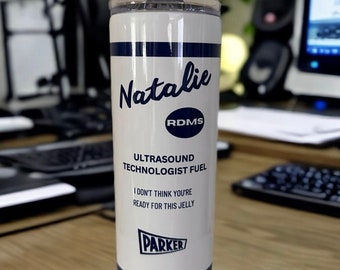 Natalie
RDMS
ULTRASOUND
TECHNOLOGIST FUEL
I DON'T THINK YOU'RE
READY FOR THIS JELLY
PARKER